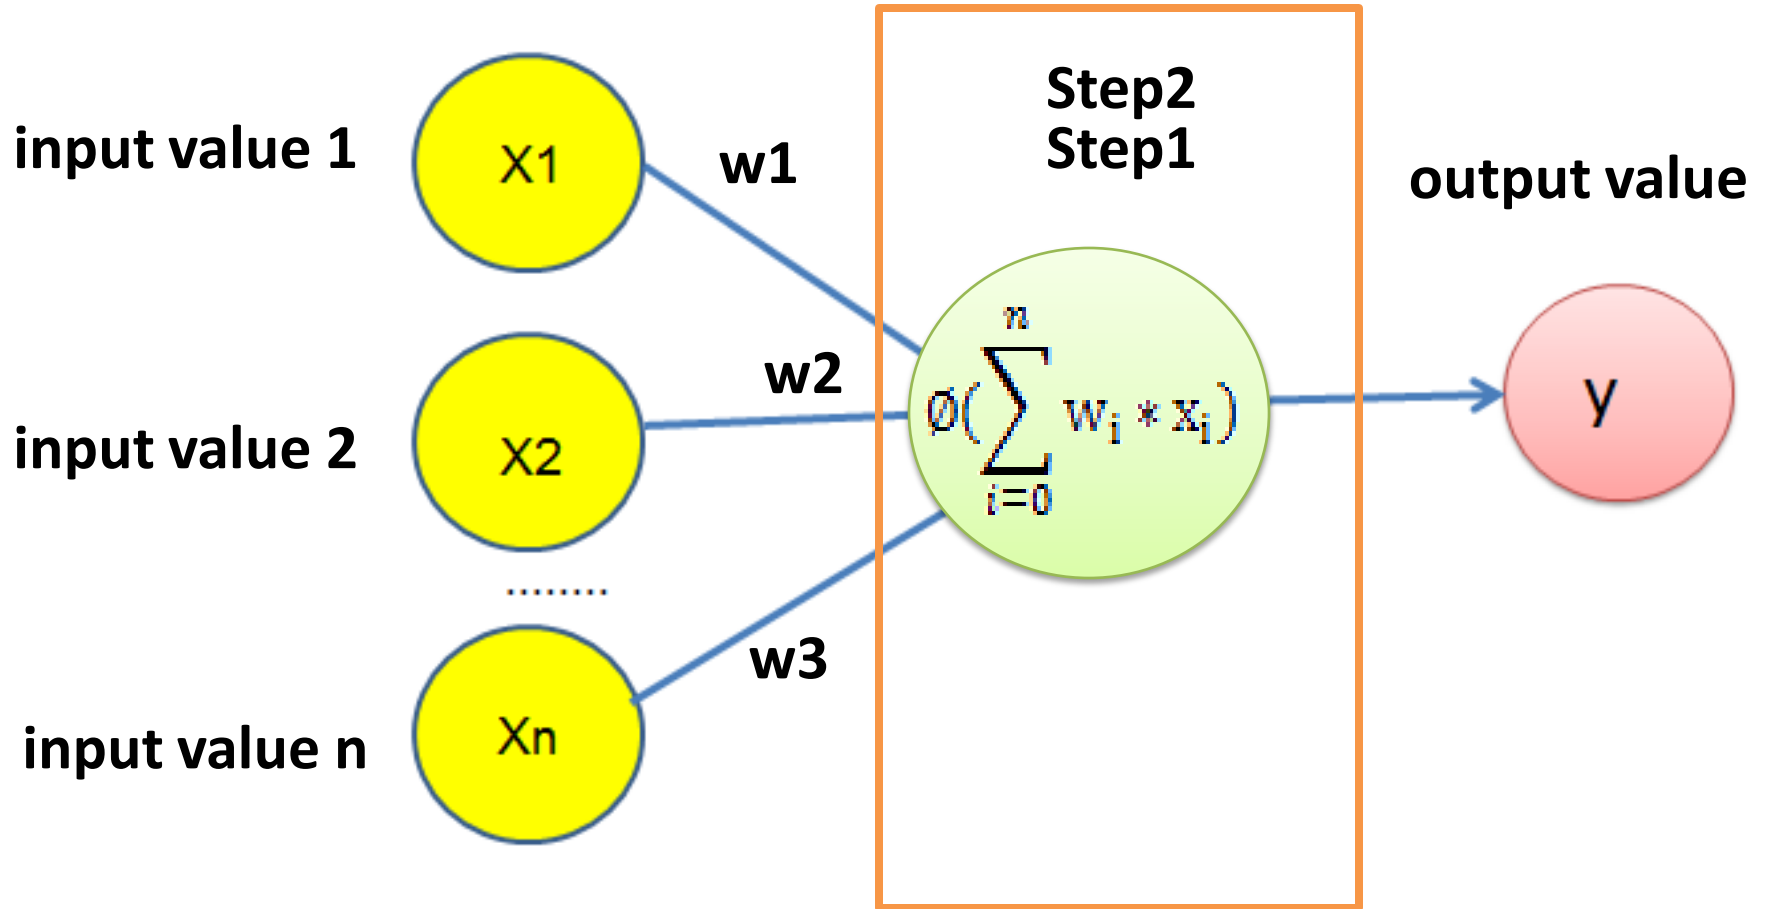 input value 1
X1
w1
Step2
Step1
output value
input value 2
X2
w2
n
Ø(∑ wᵢ * xᵢ)
i=0
y
........
input value n
Xn
w3